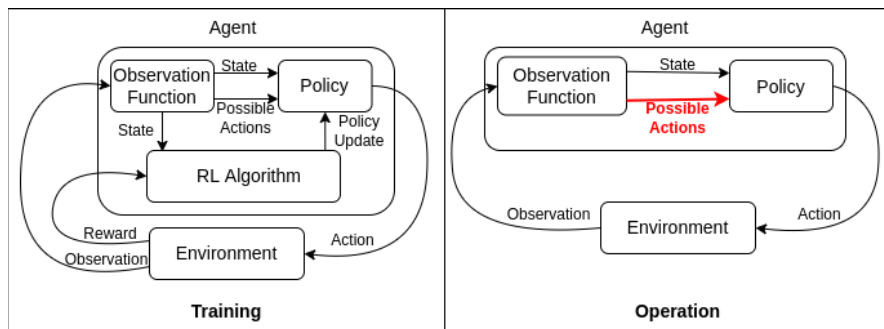 Agent
Observation
Function
State
Policy
Possible
Actions
State
Policy
Update
RL Algorithm
Reward
Observation
Environment
Action
Training
Agent
Observation
Function
State
Policy
Possible
Actions
Observation
Environment
Action
Operation